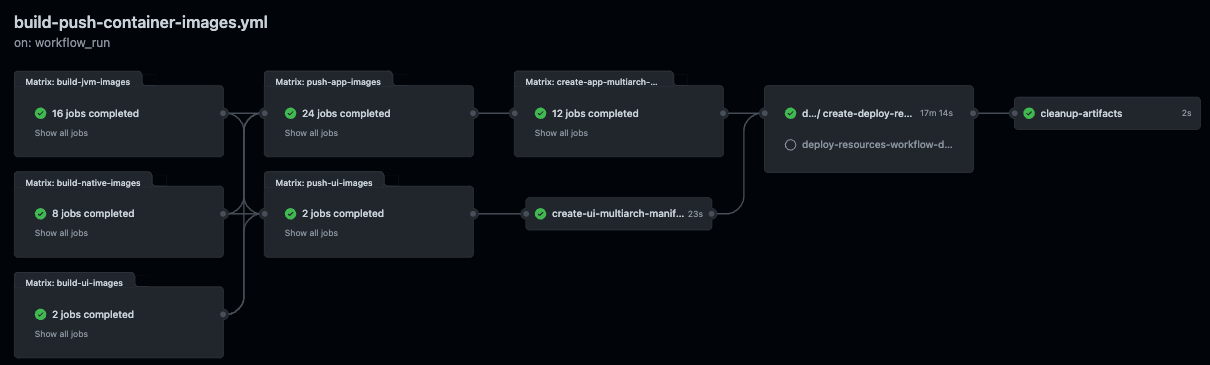 build-push-container-images.yml
on: workflow_run
Matrix: build-jvm-images
16 jobs completed
Show all jobs
Matrix: push-app-images
24 jobs completed
Show all jobs
Matrix: create-app-multiarch-...
12 jobs completed
Show all jobs
d.../ create-deploy-re... 17m 14s
deploy-resources-workflow-d...
cleanup-artifacts 2s
Matrix: build-native-images
8 jobs completed
Show all jobs
Matrix: push-ui-images
2 jobs completed
Show all jobs
create-ui-multiarch-manif... 23s
Matrix: build-ui-images
2 jobs completed
Show all jobs